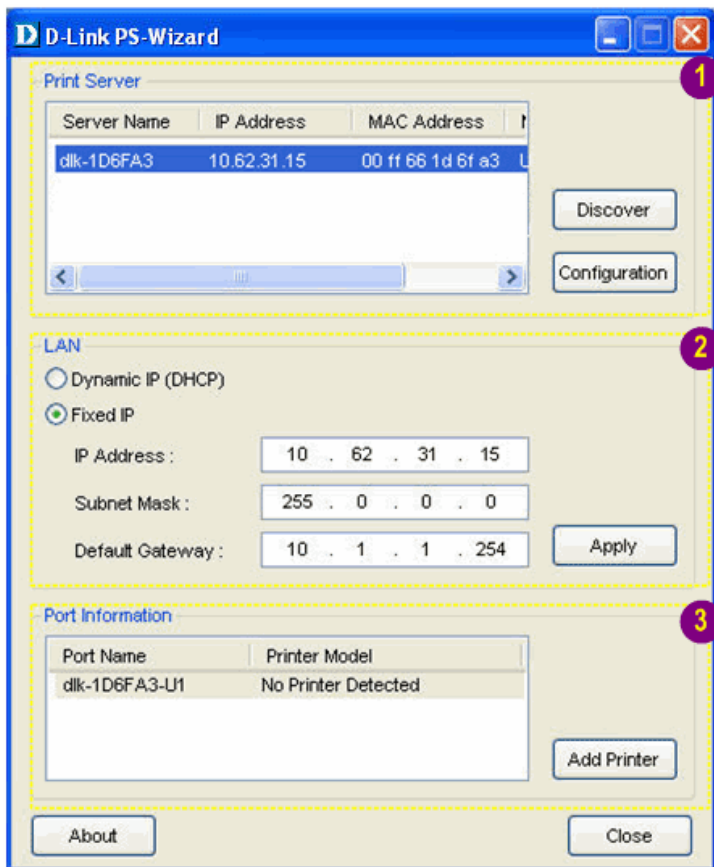 D D-Link PS-Wizard
1
Print Server
Server Name IP Address MAC Address
dlk-1D6FA3 10.62.31.15 00 ff 66 1d 6f a3
Discover
Configuration
2
LAN
Dynamic IP (DHCP)
Fixed IP
IP Address : 10 . 62 . 31 . 15
Subnet Mask : 255 . 0 . 0 . 0
Default Gateway : 10 . 1 . 1 . 254
Apply
3
Port Information
Port Name Printer Model
dlk-1D6FA3-U1 No Printer Detected
Add Printer
About Close